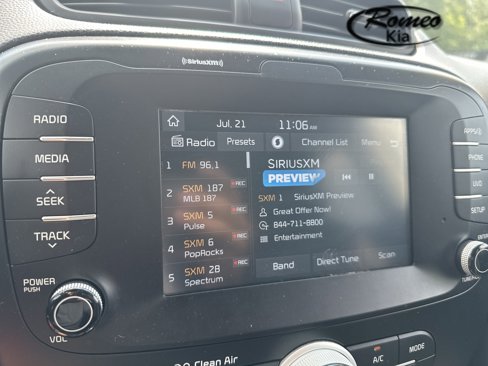 Romeo
Kia
SiriusXM
RADIO
MEDIA
SEEK
TRACK
POWER
PUSH
VOL
Jul. 21
11:06 AM
Radio
Presets
Channel List
Menu
1 FM 96.1
2 SXM 187 REC
MLB 187
3 SXM 5 REC
Pulse
4 SXM 6 REC
PopRocks
5 SXM 28 REC
Spectrum
SIRIUSXM
PREVIEW
SXM 1 SiriusXM Preview
Great Offer Now!
844-711-8800
Entertainment
Band
Direct Tune
Scan
APPS
PHONE
UVO
SETUP
ENTER
TUNE
Clean Air
A/C
MODE